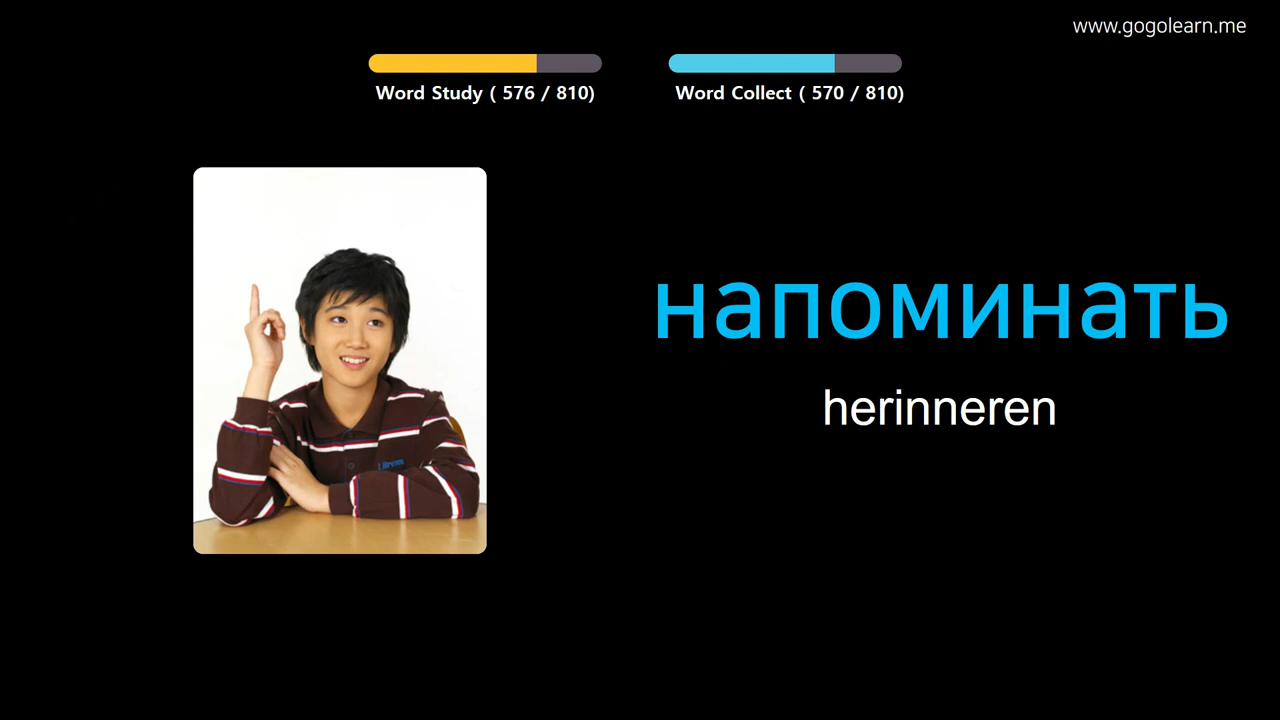 www.gogolearn.me
Word Study ( 576 / 810)
Word Collect ( 570 / 810)
напоминать
herinneren